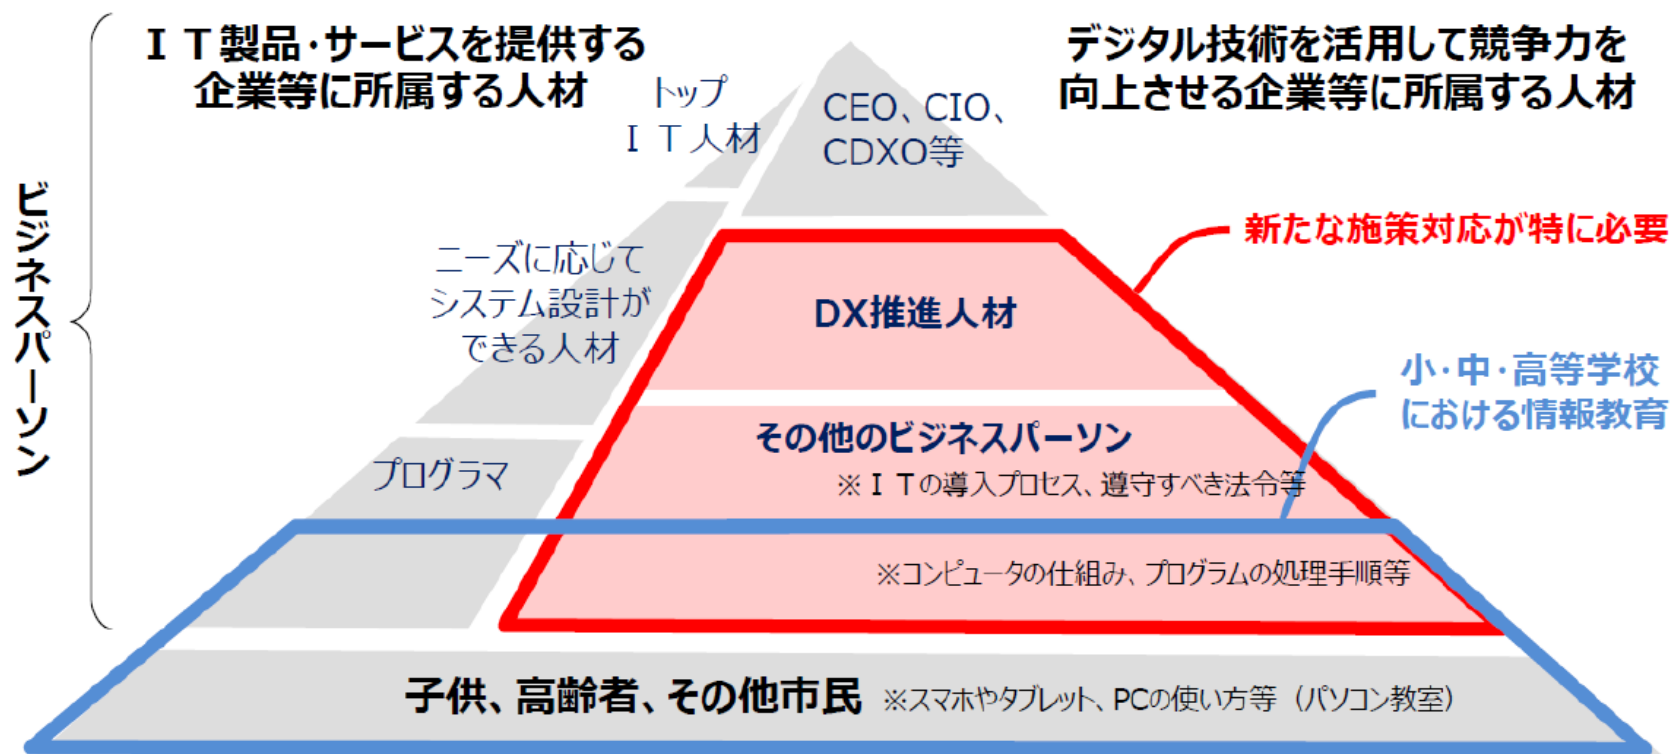 ＩＴ製品・サービスを提供する
企業等に所属する人材
デジタル技術を活用して競争力を
向上させる企業等に所属する人材
ビジネスパーソン
トップ
ＩＴ人材
CEO、CIO、
CDXO等
新たな施策対応が特に必要
ニーズに応じて
システム設計が
できる人材
DX推進人材
小・中・高等学校
における情報教育
プログラマ
その他のビジネスパーソン
※ＩＴの導入プロセス、遵守すべき法令等
※コンピュータの仕組み、プログラムの処理手順等
子供、高齢者、その他市民 ※スマホやタブレット、PCの使い方等（パソコン教室）